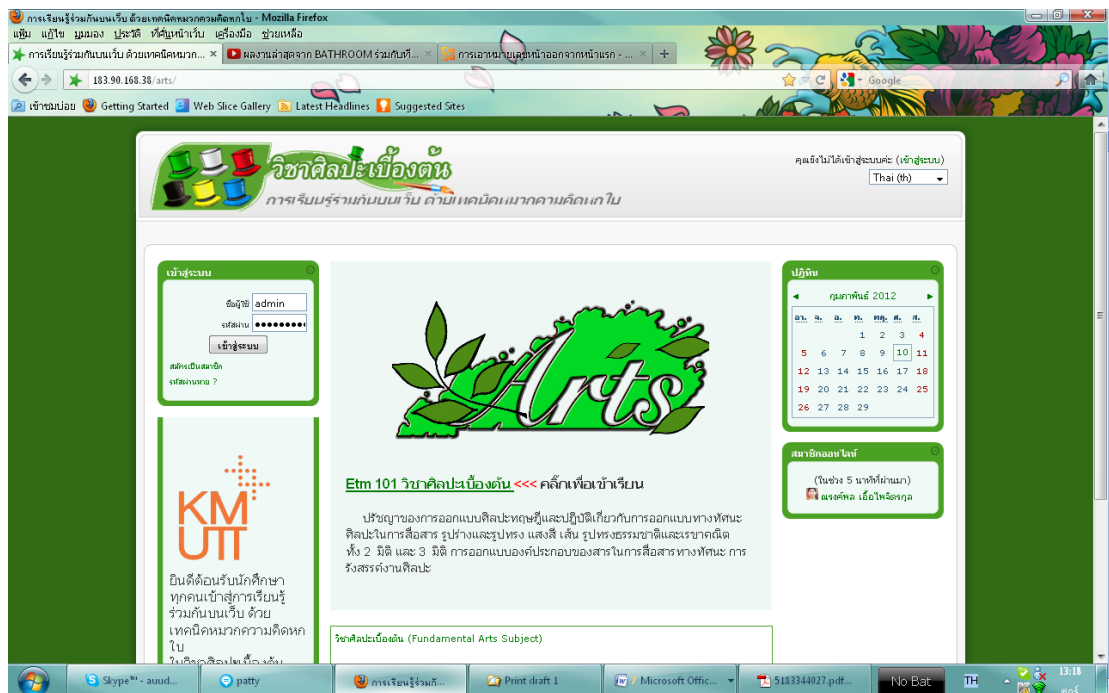 การเรียนรู้ร่วมกันบนเว็บ ด้วยเทคนิคหมวกความคิดหกใบ - Mozilla Firefox
แฟ้ม แก้ไข มุมมอง ประวัติ ที่คั่นหน้าเว็บ เครื่องมือ ช่วยเหลือ
การเรียนรู้ร่วมกันบนเว็บ ด้วยเทคนิคหมวก... × ผลงานล่าสุดจาก BATHROOM ร่วมกับที... × การเอาหมายเลขหน้าออกจากหน้าแรก - ... × +
183.90.168.38/arts/ Google
เข้าชมบ่อย Getting Started Web Slice Gallery Latest Headlines Suggested Sites
วิชาศิลปะเบื้องต้น
การเรียนรู้ร่วมกันบนเว็บ ด้วยเทคนิคหมวกความคิดหกใบ
คุณยังไม่ได้เข้าสู่ระบบค่ะ (เข้าสู่ระบบ)
Thai (th)
เข้าสู่ระบบ
ชื่อผู้ใช้ admin
รหัสผ่าน
เข้าสู่ระบบ
สมัครเป็นสมาชิก
รหัสผ่านหาย ?
KMUTT
ยินดีต้อนรับนักศึกษา
ทุกคนเข้าสู่การเรียนรู้
ร่วมกันบนเว็บ ด้วย
เทคนิคหมวกความคิดหก
ใบ
ในวิชาศิลปะเบื้องต้น
Arts
Etm 101 วิชาศิลปะเบื้องต้น <<< คลิ๊กเพื่อเข้าเรียน
ปรัชญาของการออกแบบศิลปะทฤษฎีและปฏิบัติเกี่ยวกับการออกแบบทางทัศนะ
ศิลปะในการสื่อสาร รูปร่างและรูปทรง แสงสี เส้น รูปทรงธรรมชาติและเรขาคณิต
ทั้ง 2 มิติ และ 3 มิติ การออกแบบองค์ประกอบของสารในการสื่อสารทางทัศนะ การ
รังสรรค์งานศิลปะ
วิชาศิลปะเบื้องต้น (Fundamental Arts Subject)
ปฏิทิน
◄ กุมภาพันธ์ 2012 ►
อา. จ. อ. พ. พฤ. ศ. ส.
1 2 3 4
5 6 7 8 9 10 11
12 13 14 15 16 17 18
19 20 21 22 23 24 25
26 27 28 29
สมาชิกออนไลน์
(ในช่วง 5 นาทีที่ผ่านมา)
ณรงค์พล เอื้อไพจิตรกุล
Skype™ - auud... patty การเรียนรู้ร่วมกั... Print draft 1 7 Microsoft Offic... 5183344027.pdf... No Bat TH 13:18
ศุกร์